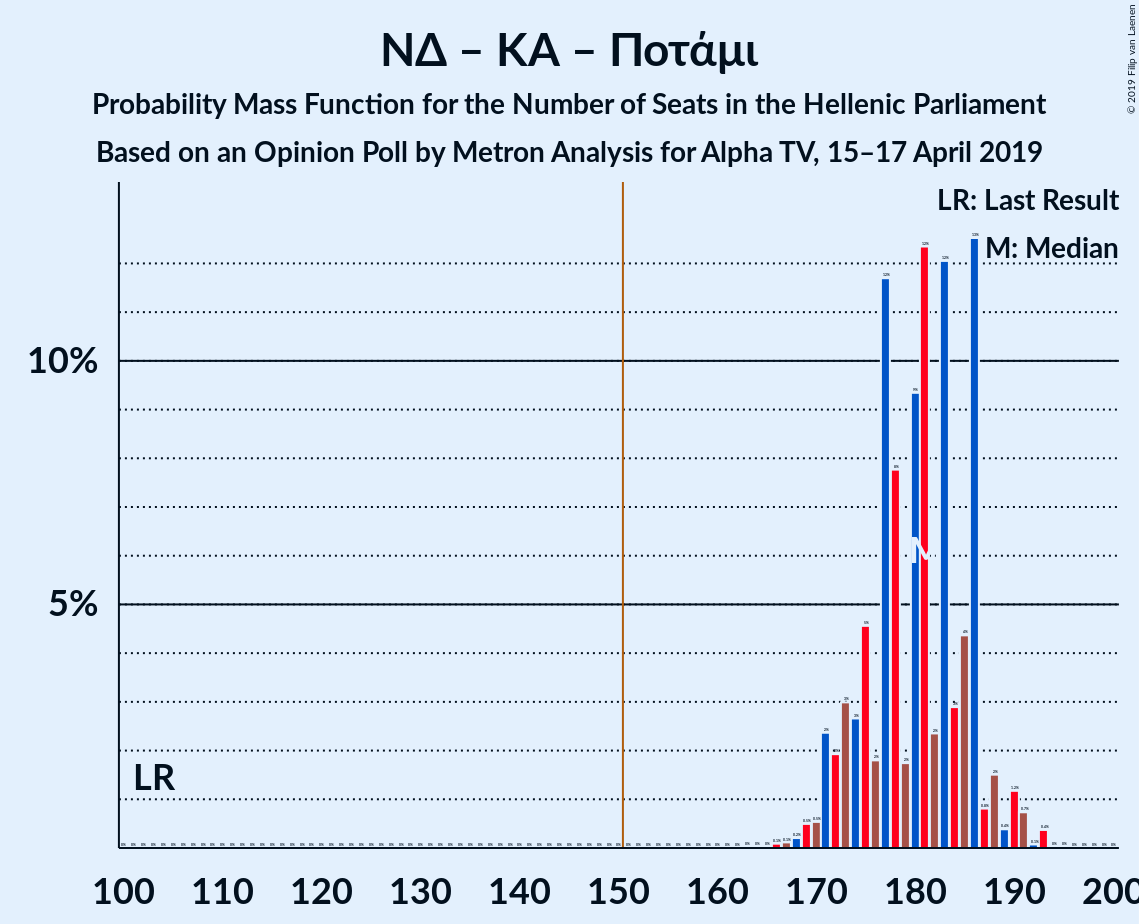 ΝΔ – ΚΑ – Ποτάμι
Probability Mass Function for the Number of Seats in the Hellenic Parliament
Based on an Opinion Poll by Metron Analysis for Alpha TV, 15–17 April 2019
© 2019 Filip van Laenen
LR: Last Result
M: Median
10%
5%
LR
M
100 110 120 130 140 150 160 170 180 190 200